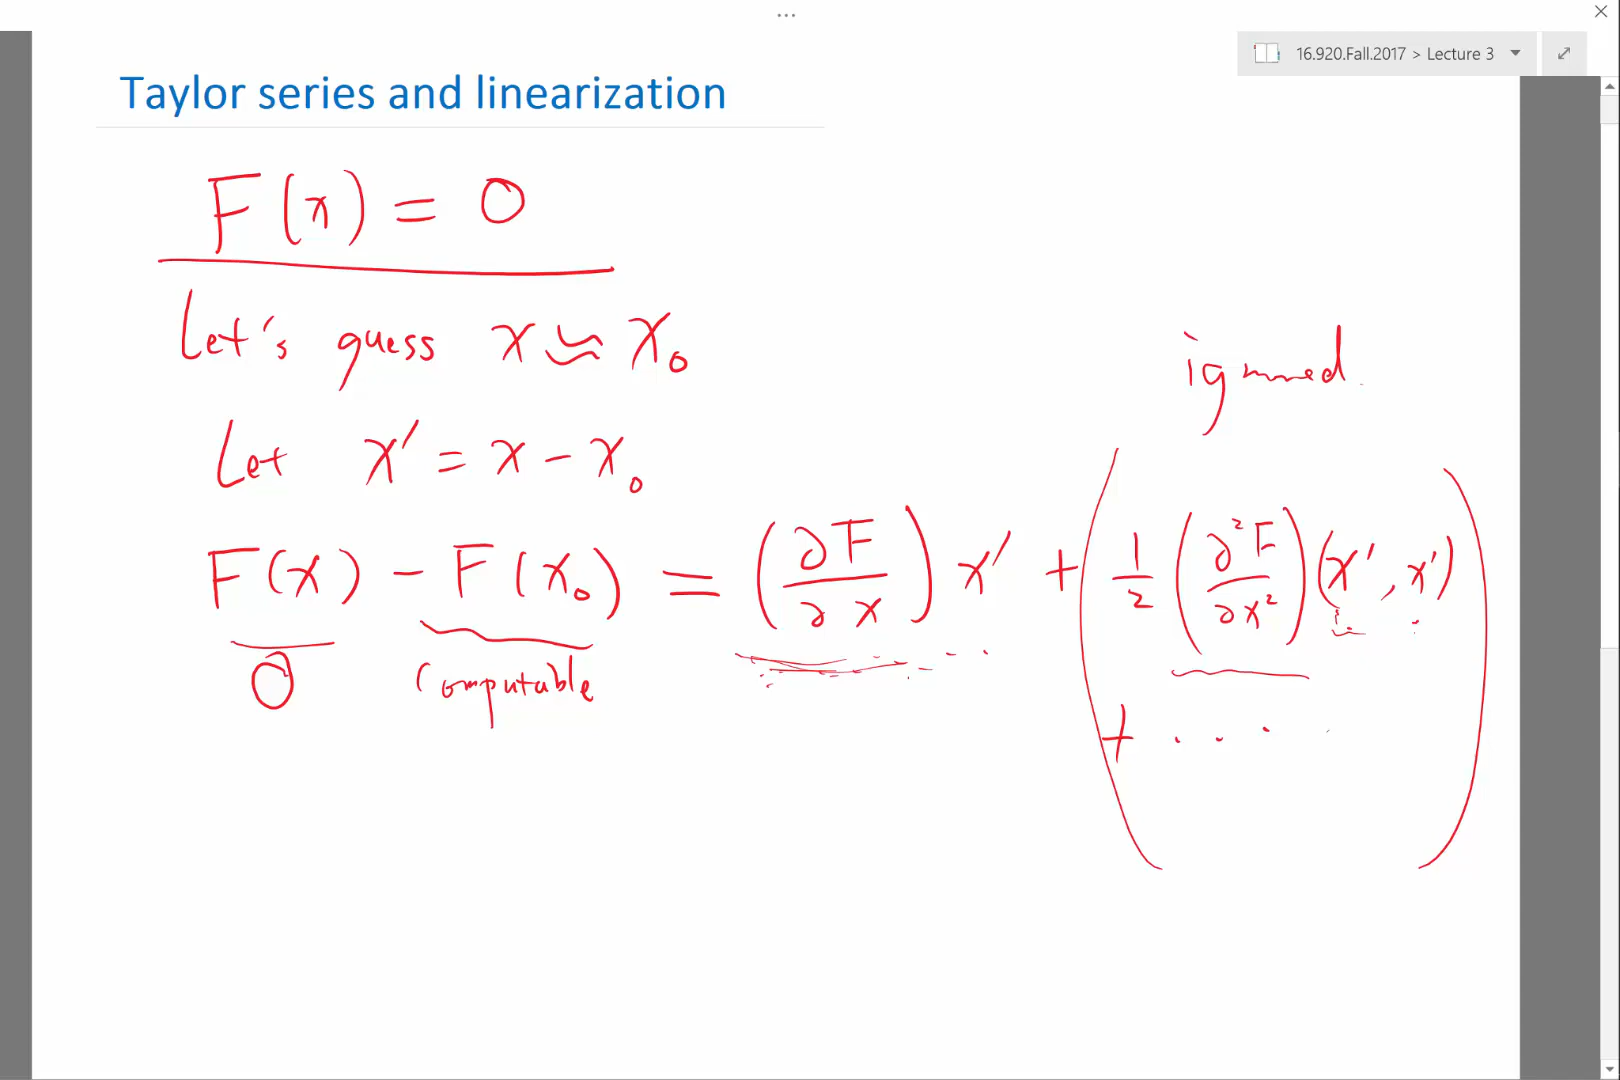 16.920.Fall.2017 > Lecture 3
Taylor series and linearization
F(x) = 0
Let's guess x ≈ x₀
ignored.
Let x' = x - x₀
F(x) - F(x₀) = (∂F/∂x) x' + (1/2 (∂²F/∂x²)(x', x')
0 computable
+ ....)